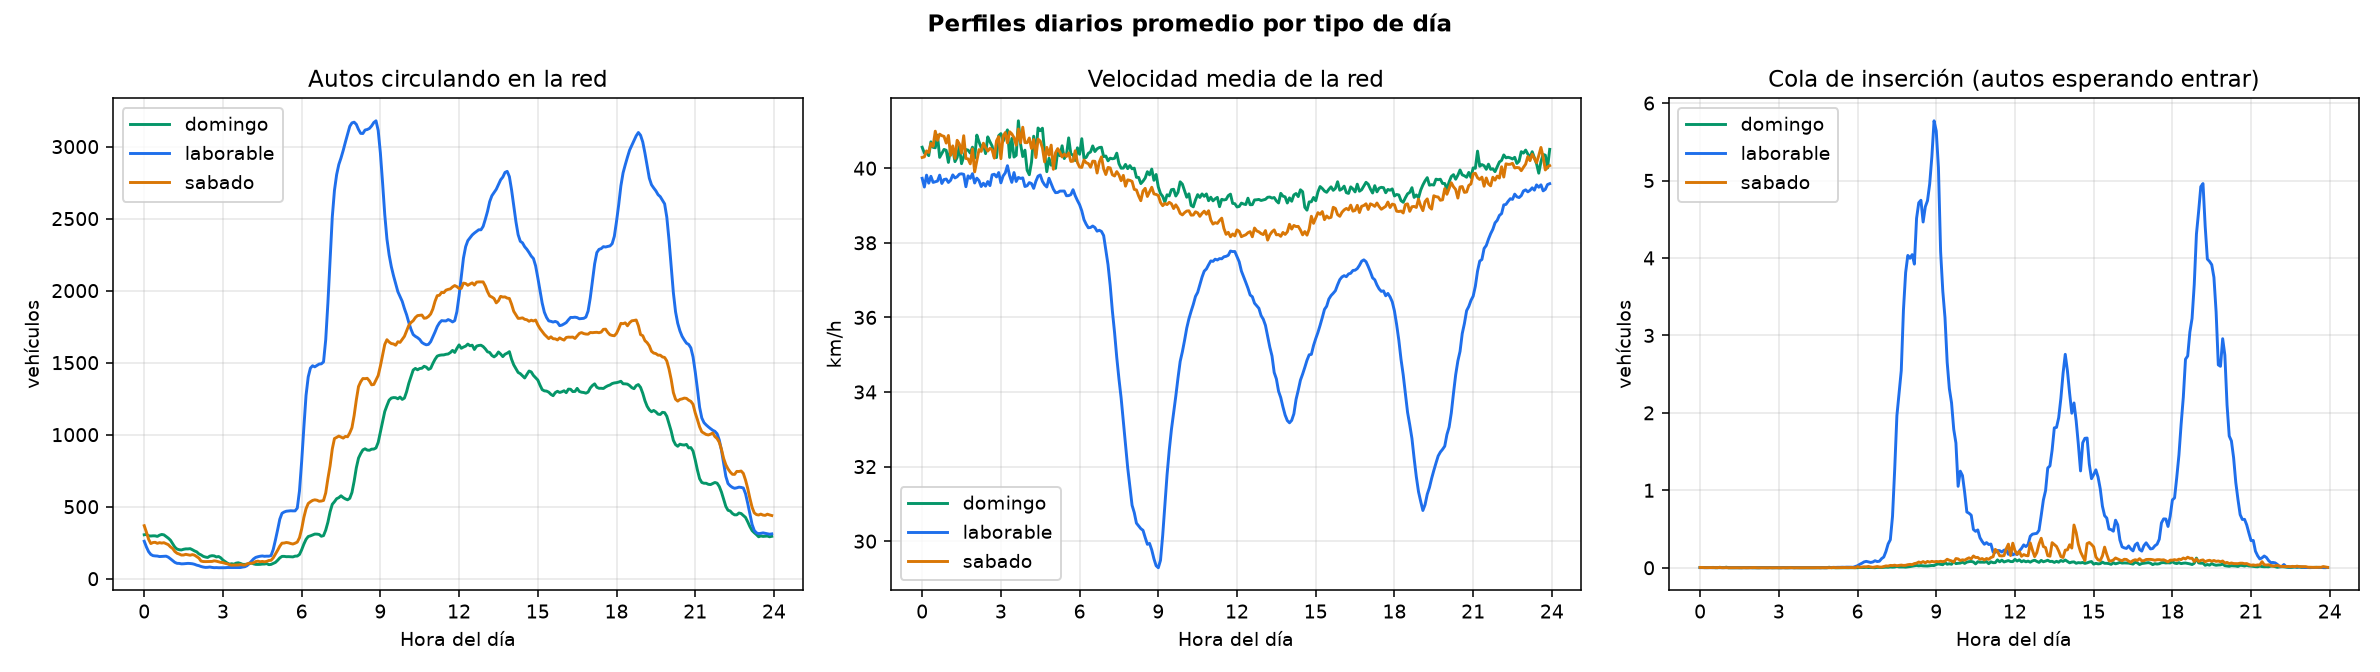 Perfiles diarios promedio por tipo de día
Autos circulando en la red
vehículos
3000
2500
2000
1500
1000
500
0
domingo
laborable
sabado
0 3 6 9 12 15 18 21 24
Hora del día
Velocidad media de la red
km/h
40
38
36
34
32
30
domingo
laborable
sabado
0 3 6 9 12 15 18 21 24
Hora del día
Cola de inserción (autos esperando entrar)
vehículos
6
5
4
3
2
1
0
domingo
laborable
sabado
0 3 6 9 12 15 18 21 24
Hora del día